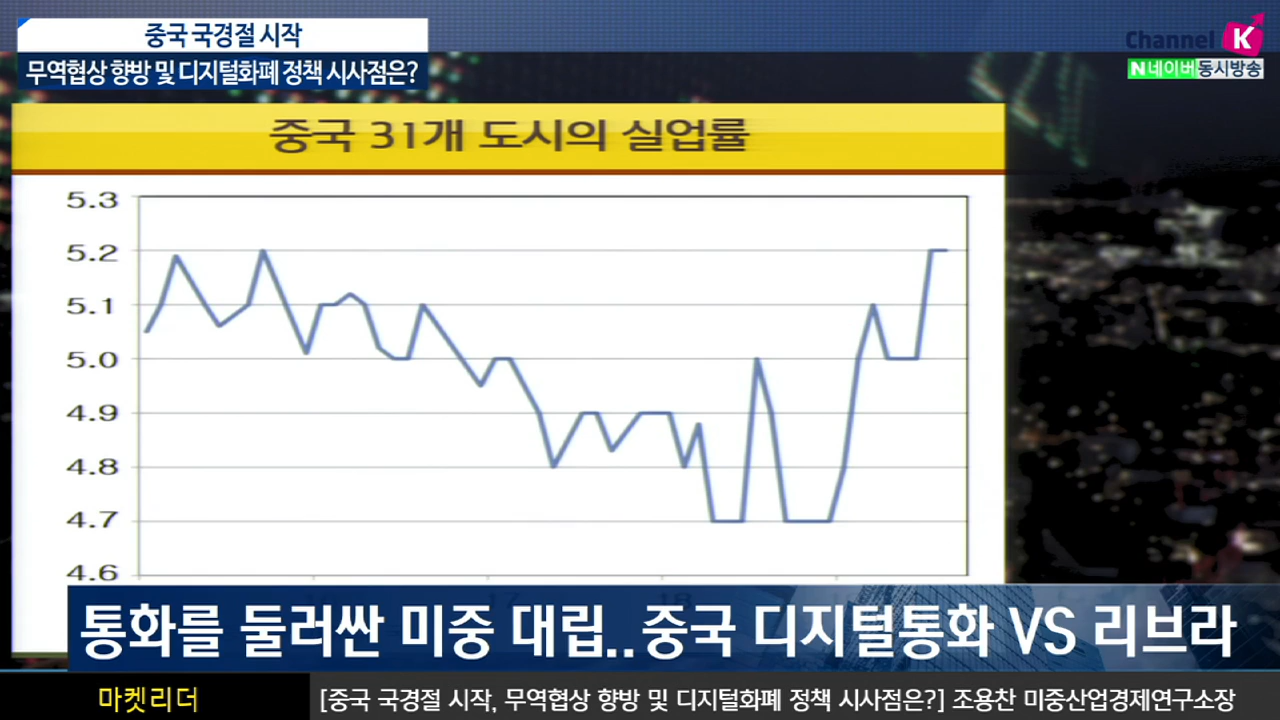 중국 국경절 시작
무역협상 향방 및 디지털화폐 정책 시사점은?
Channel K
N 네이버 동시방송
중국 31개 도시의 실업률
5.3
5.2
5.1
5.0
4.9
4.8
4.7
4.6
통화를 둘러싼 미중 대립..중국 디지털통화 VS 리브라
마켓리더
[중국 국경절 시작, 무역협상 향방 및 디지털화폐 정책 시사점은?] 조용찬 미중산업경제연구소장